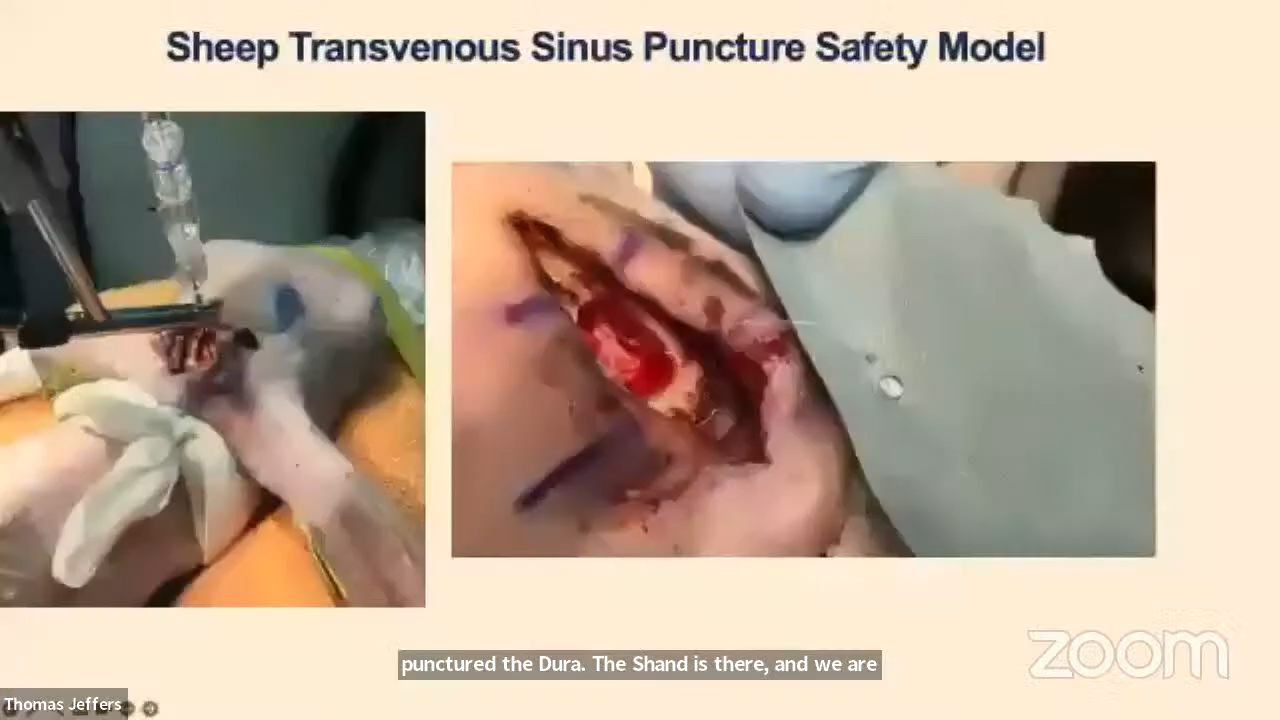 Sheep Transvenous Sinus Puncture Safety Model
punctured the Dura. The Shand is there, and we are
zoom
Thomas Jeffers